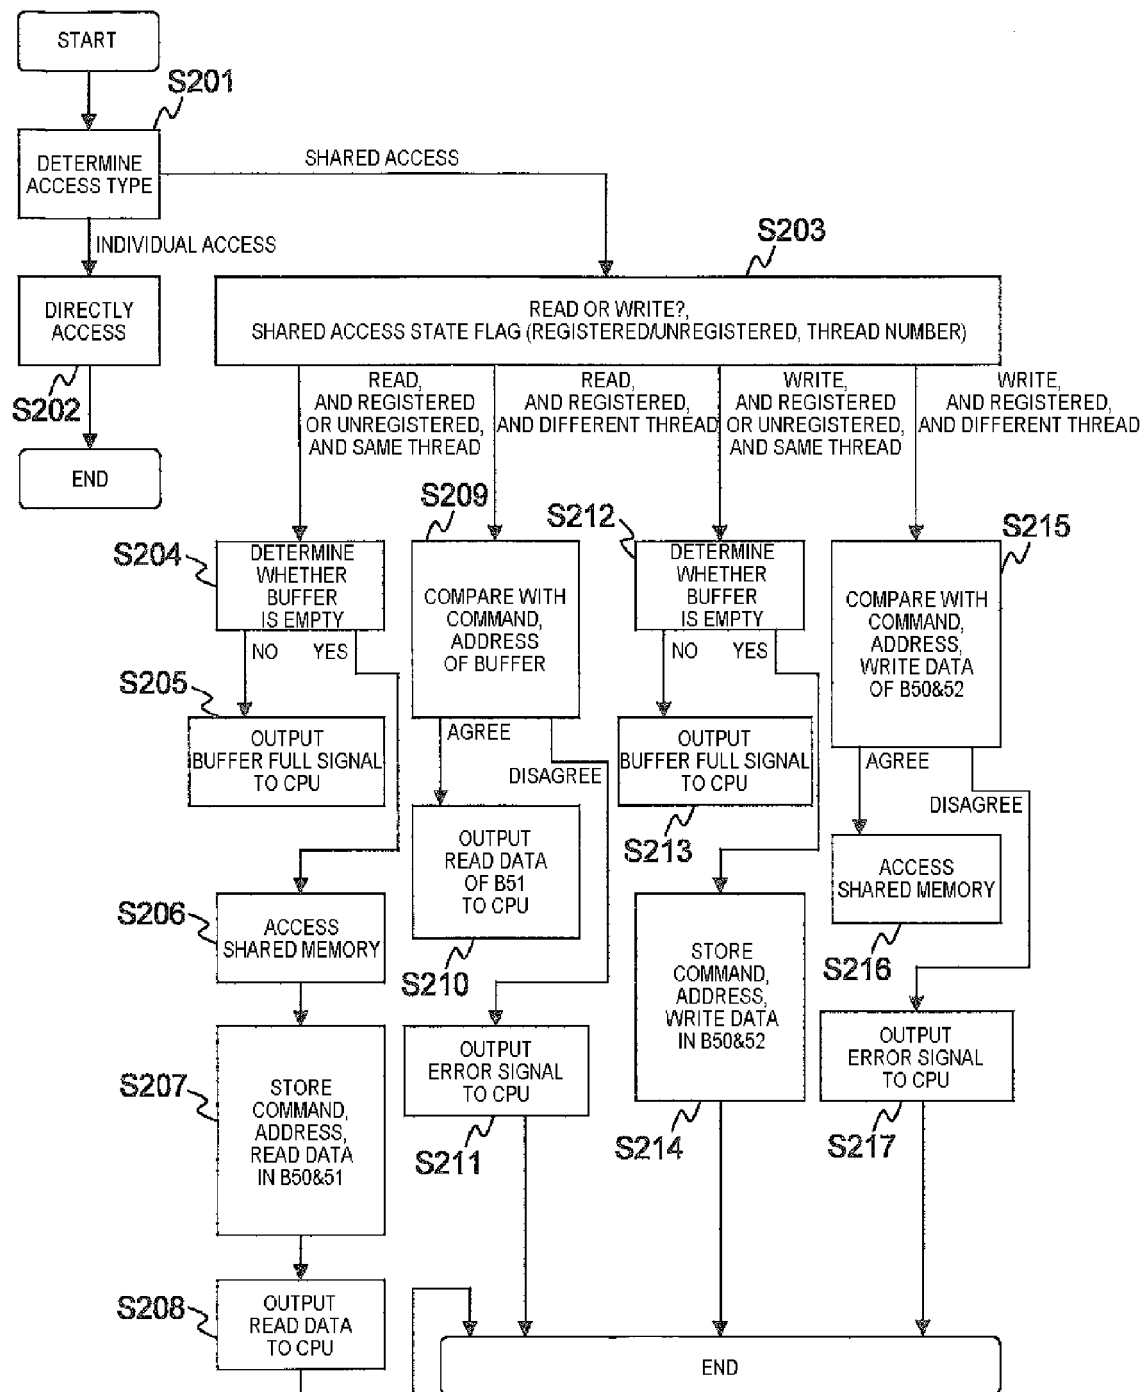 START
S201
DETERMINE
ACCESS TYPE
SHARED ACCESS
INDIVIDUAL ACCESS
S203
DIRECTLY
ACCESS
READ OR WRITE?,
SHARED ACCESS STATE FLAG (REGISTERED/UNREGISTERED, THREAD NUMBER)
S202
END
READ,
AND REGISTERED
OR UNREGISTERED,
AND SAME THREAD
READ,
AND REGISTERED,
AND DIFFERENT THREAD
WRITE,
AND REGISTERED
OR UNREGISTERED,
AND SAME THREAD
WRITE,
AND REGISTERED,
AND DIFFERENT THREAD
S204
DETERMINE
WHETHER
BUFFER
IS EMPTY
NO YES
S205
OUTPUT
BUFFER FULL SIGNAL
TO CPU
S206
ACCESS
SHARED MEMORY
S207
STORE
COMMAND,
ADDRESS,
READ DATA
IN B50&51
S208
OUTPUT
READ DATA
TO CPU
S209
COMPARE WITH
COMMAND,
ADDRESS
OF BUFFER
AGREE
DISAGREE
OUTPUT
READ DATA
OF B51
TO CPU
S210
OUTPUT
ERROR SIGNAL
TO CPU
S211
S212
DETERMINE
WHETHER
BUFFER
IS EMPTY
NO YES
OUTPUT
BUFFER FULL SIGNAL
TO CPU
S213
STORE
COMMAND,
ADDRESS,
WRITE DATA
IN B50&52
S214
S215
COMPARE WITH
COMMAND,
ADDRESS,
WRITE DATA
OF B50&52
AGREE
DISAGREE
ACCESS
SHARED MEMORY
S216
OUTPUT
ERROR SIGNAL
TO CPU
S217
END